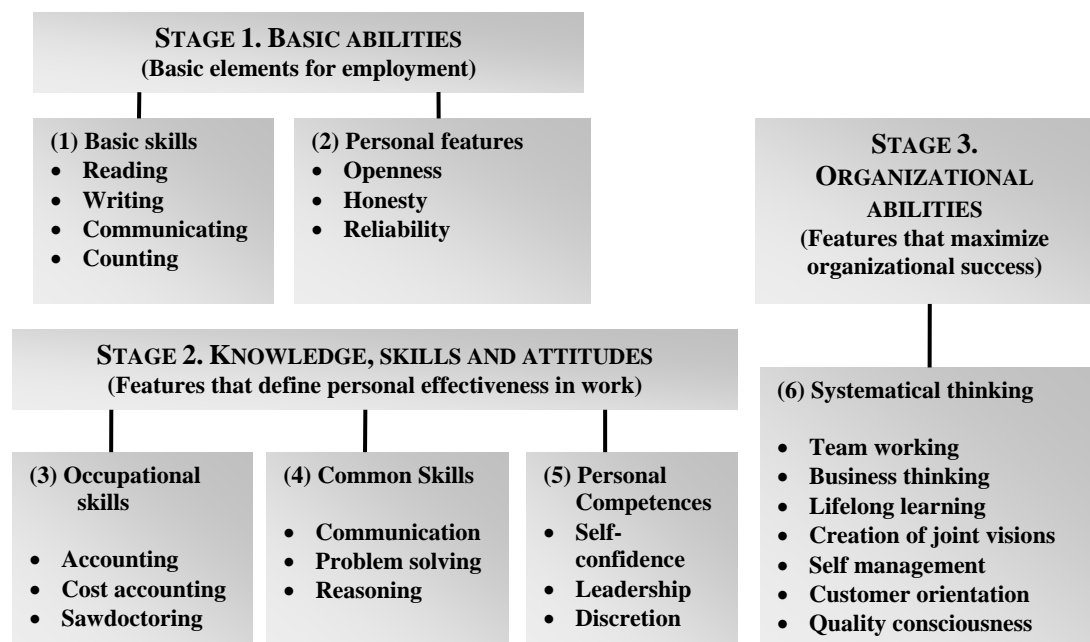 STAGE 1. BASIC ABILITIES
(Basic elements for employment)
(1) Basic skills
• Reading
• Writing
• Communicating
• Counting
(2) Personal features
• Openness
• Honesty
• Reliability
STAGE 2. KNOWLEDGE, SKILLS AND ATTITUDES
(Features that define personal effectiveness in work)
(3) Occupational
skills
• Accounting
• Cost accounting
• Sawdoctoring
(4) Common Skills
• Communication
• Problem solving
• Reasoning
(5) Personal
Competences
• Self-
confidence
• Leadership
• Discretion
STAGE 3.
ORGANIZATIONAL
ABILITIES
(Features that maximize
organizational success)
(6) Systematical thinking
• Team working
• Business thinking
• Lifelong learning
• Creation of joint visions
• Self management
• Customer orientation
• Quality consciousness